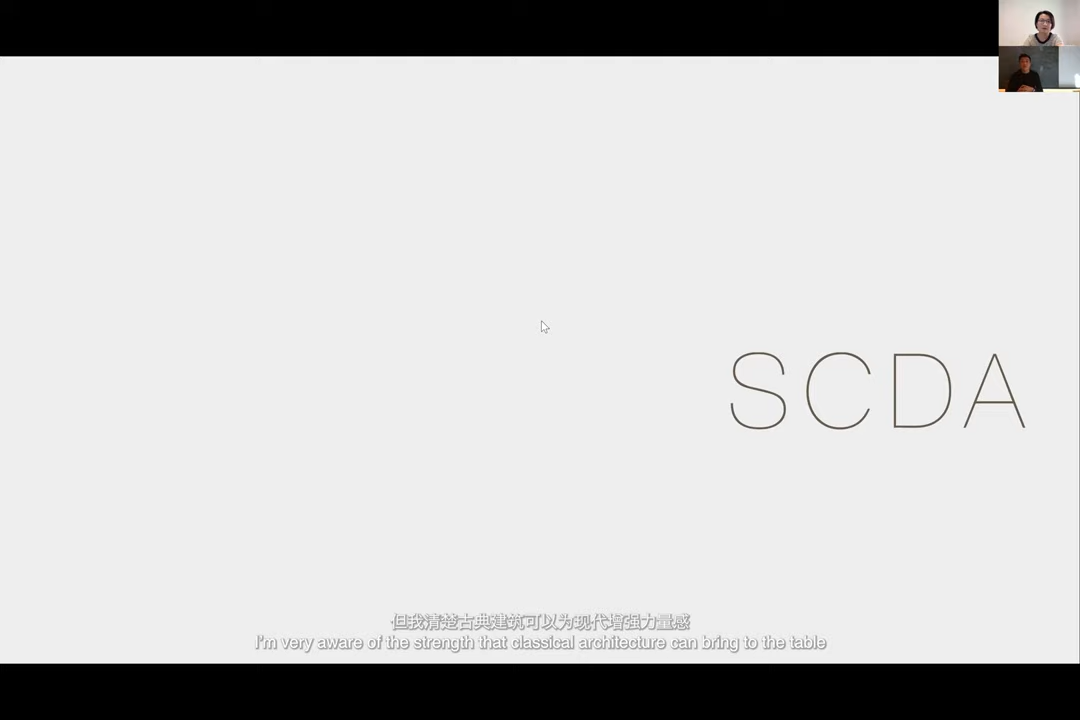 SCDA
但我清楚古典建筑可以为现代增强力量感
I'm very aware of the strength that classical architecture can bring to the table